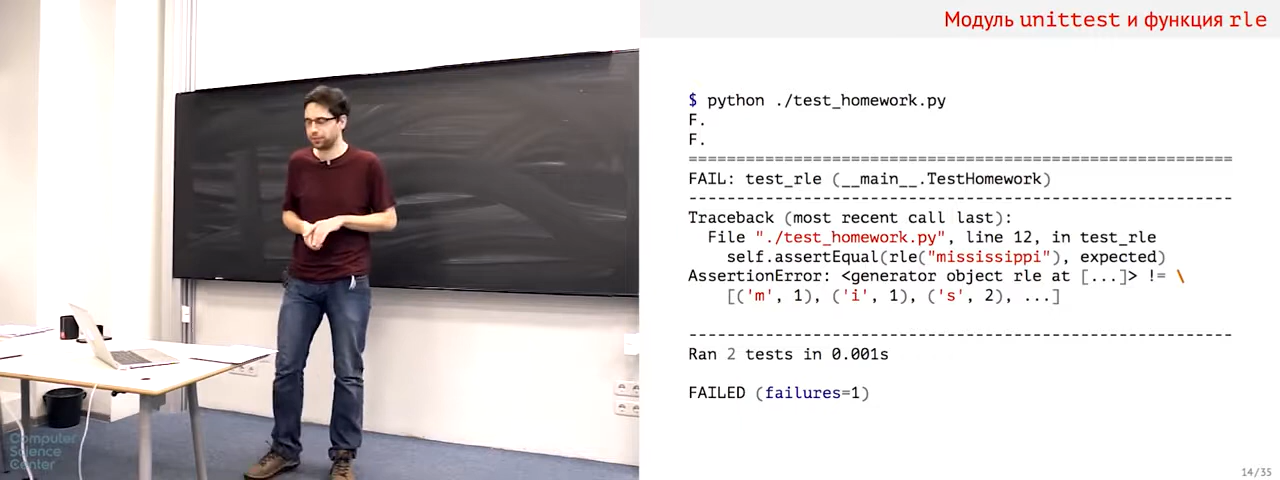 Модуль unittest и функция rle
$ python ./test_homework.py
F.
F.
======================================================================
FAIL: test_rle (__main__.TestHomework)
----------------------------------------------------------------------
Traceback (most recent call last):
File "./test_homework.py", line 12, in test_rle
self.assertEqual(rle("mississippi"), expected)
AssertionError: <generator object rle at [...]> != \
[('m', 1), ('i', 1), ('s', 2), ...]
----------------------------------------------------------------------
Ran 2 tests in 0.001s
FAILED (failures=1)
Computer
Science
Center
14/35